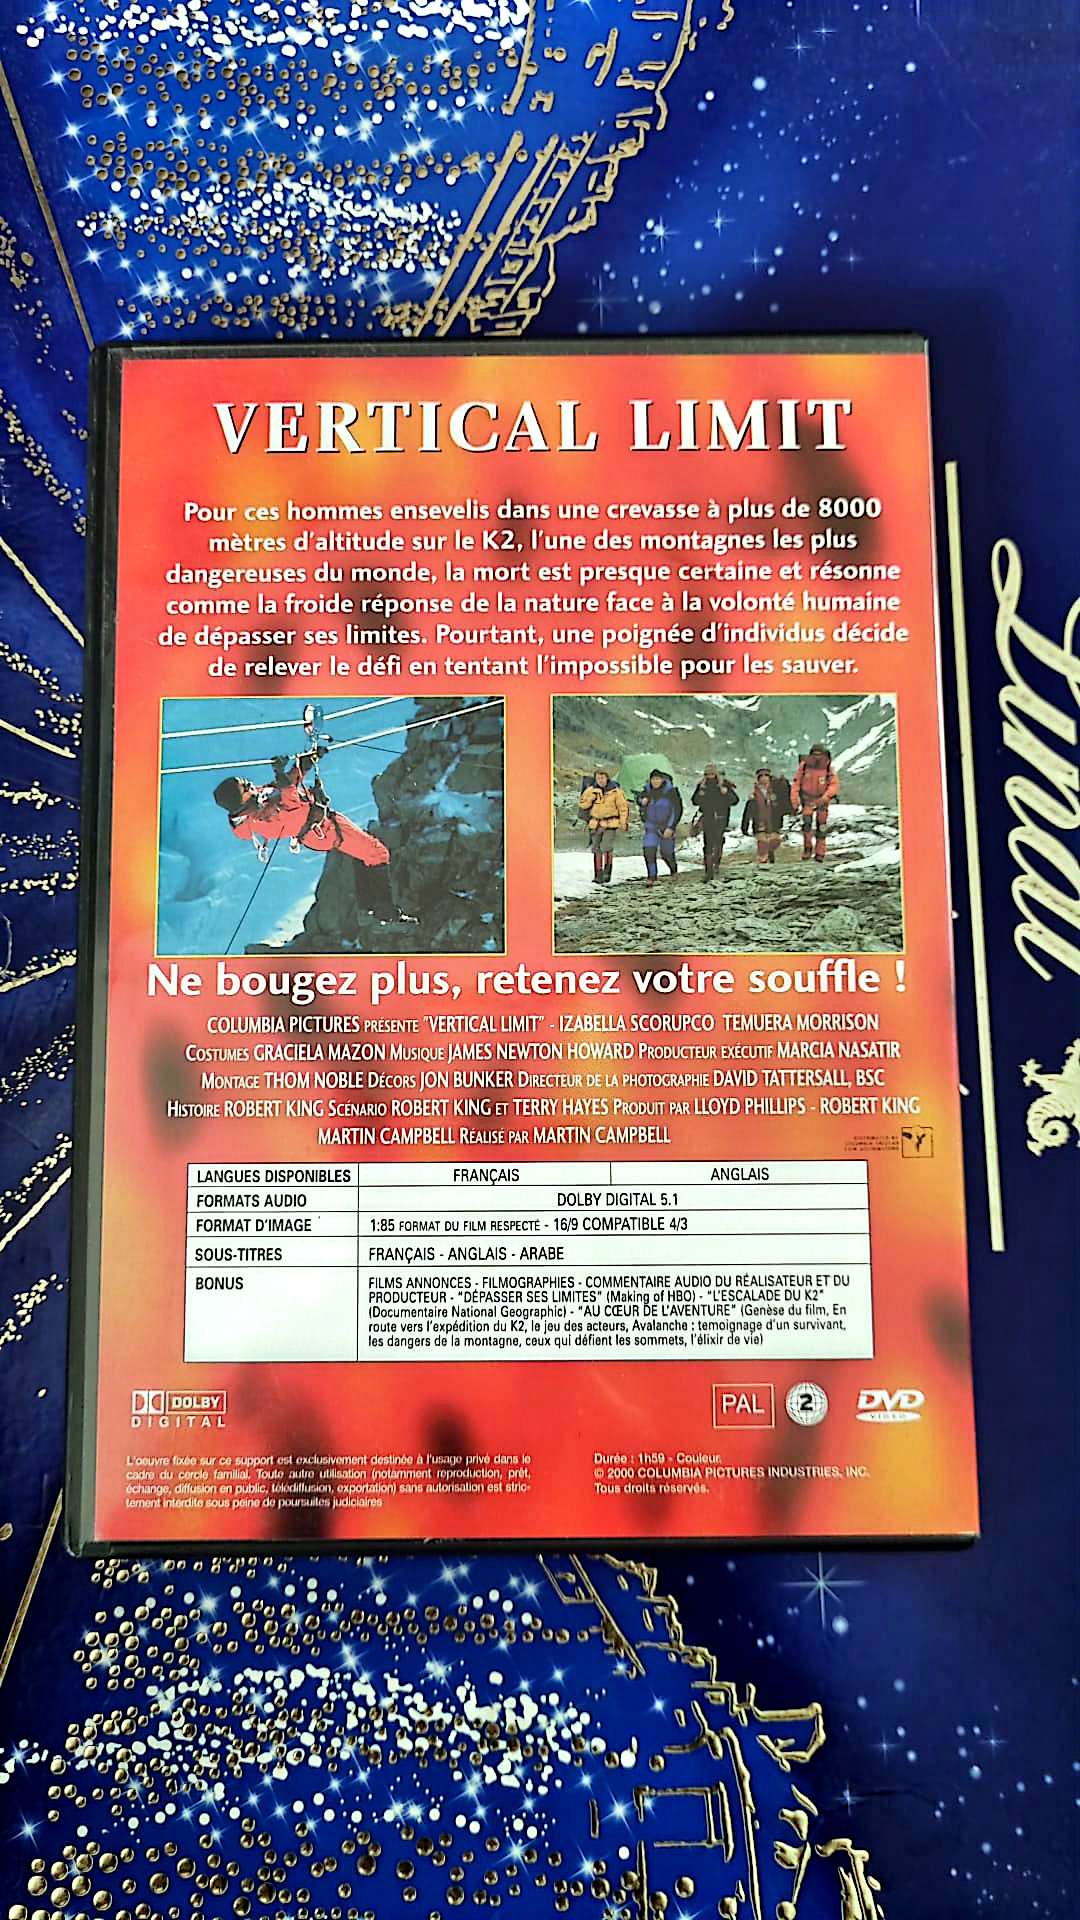 VERTICAL LIMIT
Pour ces hommes ensevelis dans une crevasse à plus de 8000
mètres d'altitude sur le K2, l'une des montagnes les plus
dangereuses du monde, la mort est presque certaine et résonne
comme la froide réponse de la nature face à la volonté humaine
de dépasser ses limites. Pourtant, une poignée d'individus décide
de relever le défi en tentant l'impossible pour les sauver.
Ne bougez plus, retenez votre souffle !
COLUMBIA PICTURES PRÉSENTE "VERTICAL LIMIT" - IZABELLA SCORUPCO TEMUERA MORRISON
COSTUMES GRACIELA MAZON MUSIQUE JAMES NEWTON HOWARD PRODUCTEUR EXÉCUTIF MARCIA NASATIR
MONTAGE THOM NOBLE DÉCORS JON BUNKER DIRECTEUR DE LA PHOTOGRAPHIE DAVID TATTERSALL, BSC
HISTOIRE ROBERT KING SCÉNARIO ROBERT KING ET TERRY HAYES PRODUIT PAR LLOYD PHILLIPS - ROBERT KING
MARTIN CAMPBELL RÉALISÉ PAR MARTIN CAMPBELL
LANGUES DISPONIBLES FRANÇAIS ANGLAIS
FORMATS AUDIO DOLBY DIGITAL 5.1
FORMAT D'IMAGE 1:85 FORMAT DU FILM RESPECTÉ - 16/9 COMPATIBLE 4/3
SOUS-TITRES FRANÇAIS - ANGLAIS - ARABE
BONUS FILMS ANNONCES - FILMOGRAPHIES - COMMENTAIRE AUDIO DU RÉALISATEUR ET DU
PRODUCTEUR - "DÉPASSER SES LIMITES" (Making of HBO) - "L'ESCALADE DU K2"
(Documentaire National Geographic) - "AU CŒUR DE L'AVENTURE" (Genèse du film, En
route vers l'expédition du K2, le jeu des acteurs, Avalanche : temoignage d'un survivant,
les dangers de la montagne, ceux qui défient les sommets, l'élixir de vie)
DOLBY
DIGITAL
PAL
2
DVD
VIDEO
L'oeuvre fixée sur ce support est exclusivement destinée à l'usage privé dans le
cadre du cercle familial. Toute autre utilisation (notamment reproduction, prêt,
échange, diffusion en public, télédiffusion, exportation) sans autorisation est stric-
tement interdite sous peine de poursuites judiciaires
Durée : 1h59 - Couleur.
© 2000 COLUMBIA PICTURES INDUSTRIES, INC.
Tous droits réservés.